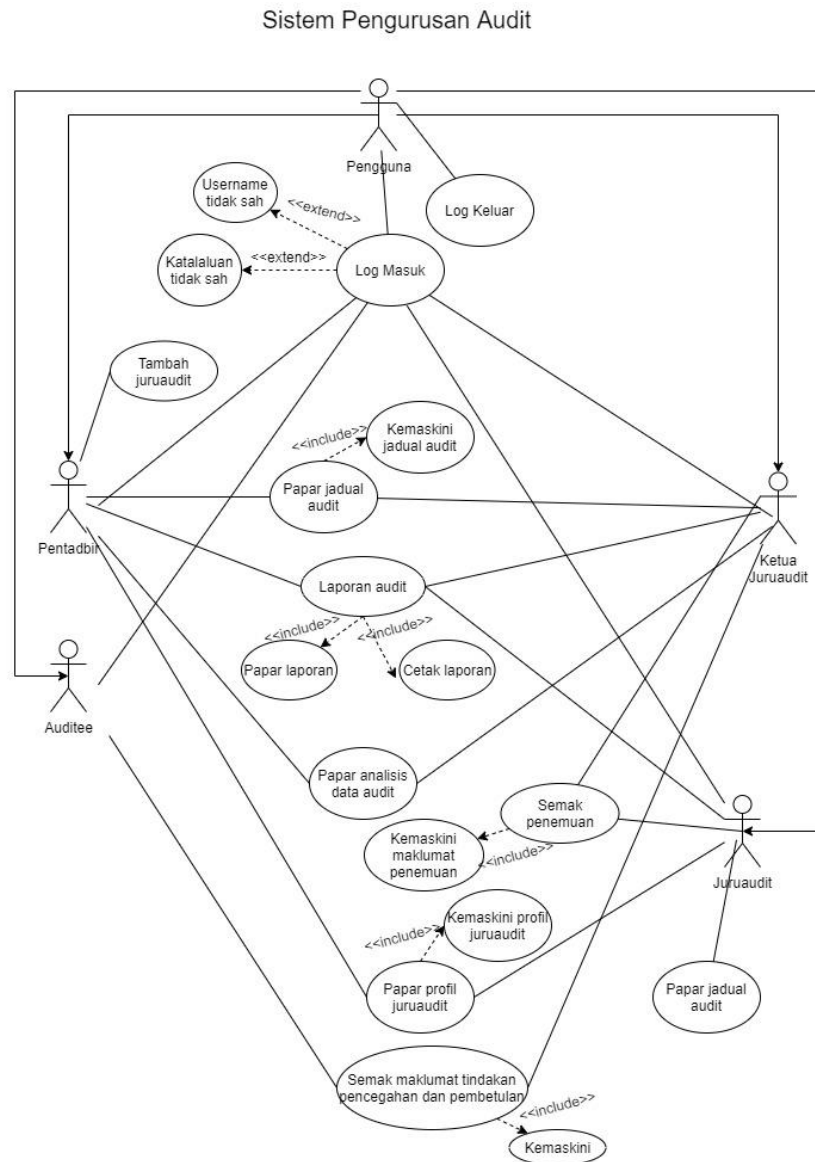 Sistem Pengurusan Audit
Pengguna
Username
tidak sah
<<extend>>
Log Keluar
Katalaluan
tidak sah
<<extend>>
Log Masuk
Tambah
juruaudit
Kemaskini
jadual audit
<<include>>
Papar jadual
audit
Pentadbir
Ketua
Juruaudit
Laporan audit
<<include>>
<<include>>
Papar laporan
Cetak laporan
Auditee
Papar analisis
data audit
Semak
penemuan
Kemaskini
maklumat
penemuan
<<include>>
Juruaudit
Kemaskini profil
juruaudit
<<include>>
Papar profil
juruaudit
Papar jadual
audit
Semak maklumat tindakan
pencegahan dan pembetulan
<<include>>
Kemaskini